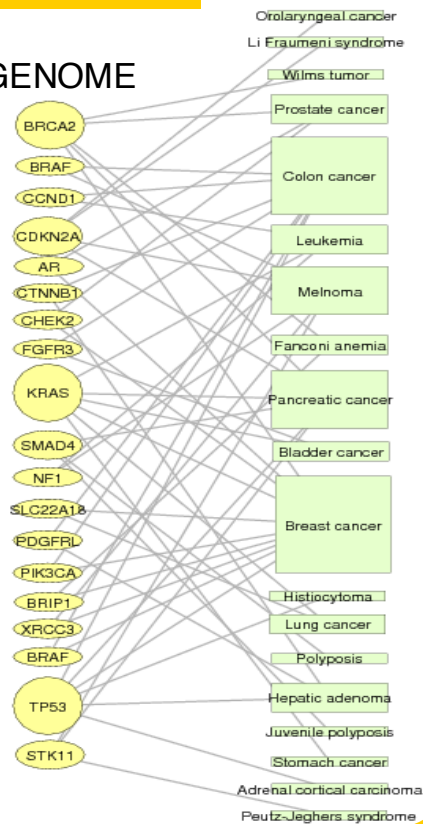 GENOME
BRCA2
BRAF
CCND1
CDKN2A
AR
CTNNB1
CHEK2
FGFR3
KRAS
SMAD4
NF1
SLC22A18
PDGFRL
PIK3CA
BRIP1
XRCC3
BRAF
TP53
STK11
Orolaryngeal cancer
Li Fraumeni syndrome
Wilms tumor
Prostate cancer
Colon cancer
Leukemia
Melnoma
Fanconi anemia
Pancreatic cancer
Bladder cancer
Breast cancer
Histiocytoma
Lung cancer
Polyposis
Hepatic adenoma
Juvenile polyposis
Stomach cancer
Adrenal cortical carcinoma
Peutz-Jeghers syndrome